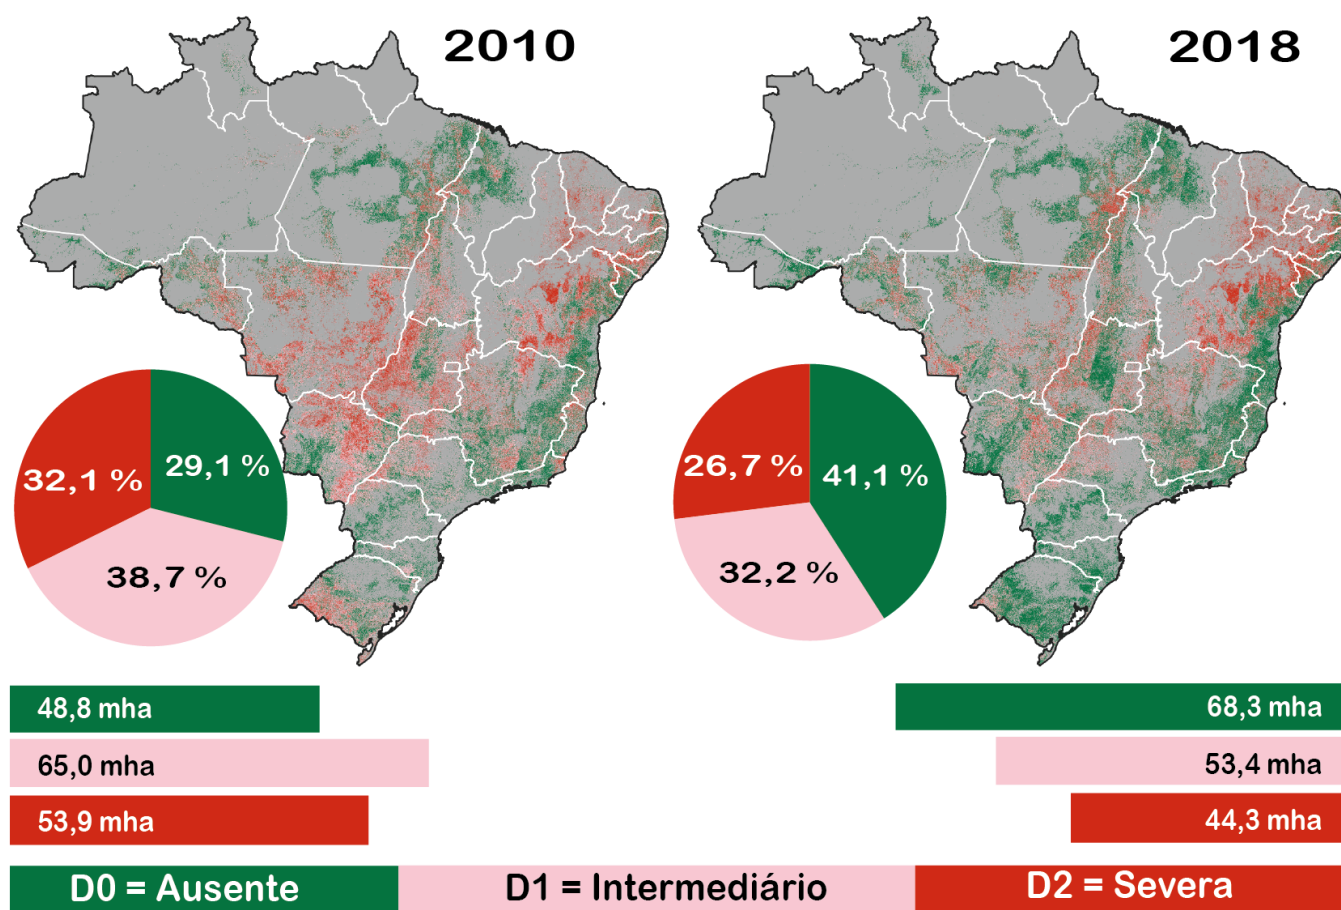 2010
2018
32,1 %
29,1 %
38,7 %
26,7 %
41,1 %
32,2 %
48,8 mha
65,0 mha
53,9 mha
68,3 mha
53,4 mha
44,3 mha
D0 = Ausente
D1 = Intermediário
D2 = Severa